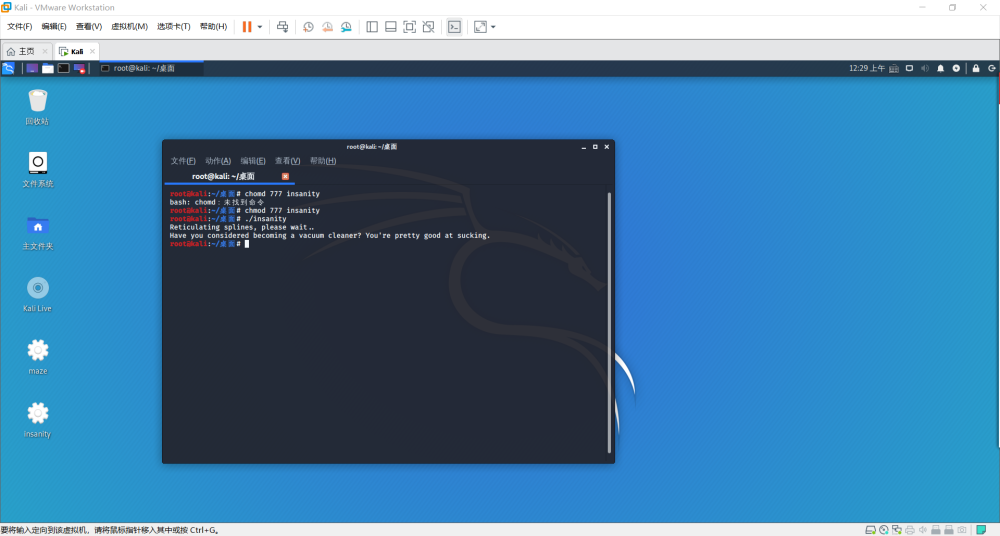 Kali - VMware Workstation
文件(F) 编辑(E) 查看(V) 虚拟机(M) 选项卡(T) 帮助(H)
主页 Kali
root@kali: ~/桌面 12:29 上午
回收站
文件系统
主文件夹
Kali Live
maze
insanity
root@kali: ~/桌面
文件(F) 动作(A) 编辑(E) 查看(V) 帮助(H)
root@kali: ~/桌面
root@kali:~/桌面# chomd 777 insanity
bash: chomd：未找到命令
root@kali:~/桌面# chmod 777 insanity
root@kali:~/桌面# ./insanity
Reticulating splines, please wait..
Have you considered becoming a vacuum cleaner? You're pretty good at sucking.
root@kali:~/桌面#
要将输入定向到该虚拟机，请将鼠标指针移入其中或按 Ctrl+G。